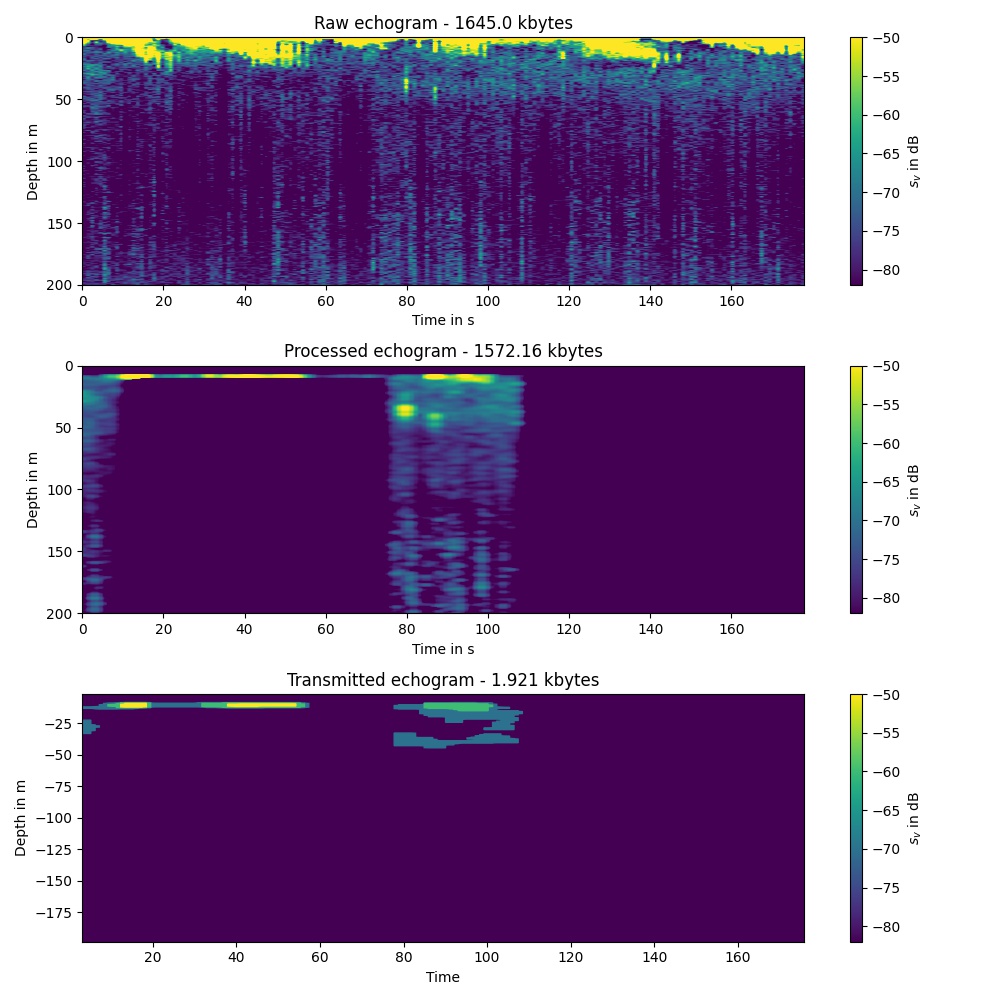 Raw echogram - 1645.0 kbytes
0
50
100
150
200
Depth in m
0 20 40 60 80 100 120 140 160
Time in s
−50
−55
−60
−65
−70
−75
−80
sv in dB
Processed echogram - 1572.16 kbytes
0
50
100
150
200
Depth in m
0 20 40 60 80 100 120 140 160
Time in s
−50
−55
−60
−65
−70
−75
−80
sv in dB
Transmitted echogram - 1.921 kbytes
−25
−50
−75
−100
−125
−150
−175
Depth in m
20 40 60 80 100 120 140 160
Time
−50
−55
−60
−65
−70
−75
−80
sv in dB